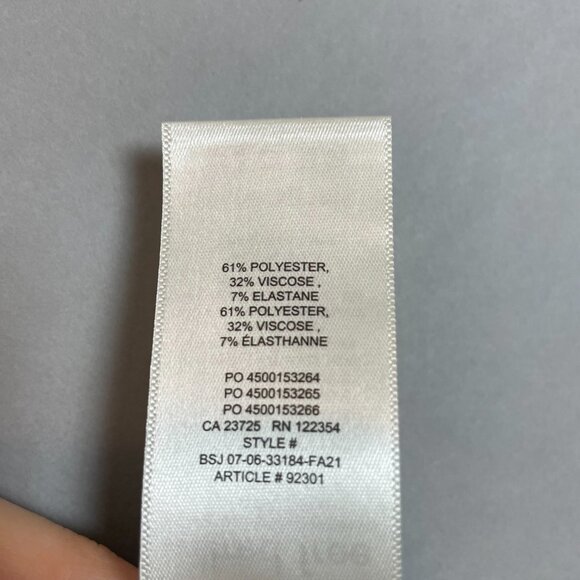 61% POLYESTER,
32% VISCOSE ,
7% ELASTANE
61% POLYESTER,
32% VISCOSE ,
7% ÉLASTHANNE
PO 4500153264
PO 4500153265
PO 4500153266
CA 23725 RN 122354
STYLE #
BSJ 07-06-33184-FA21
ARTICLE # 92301